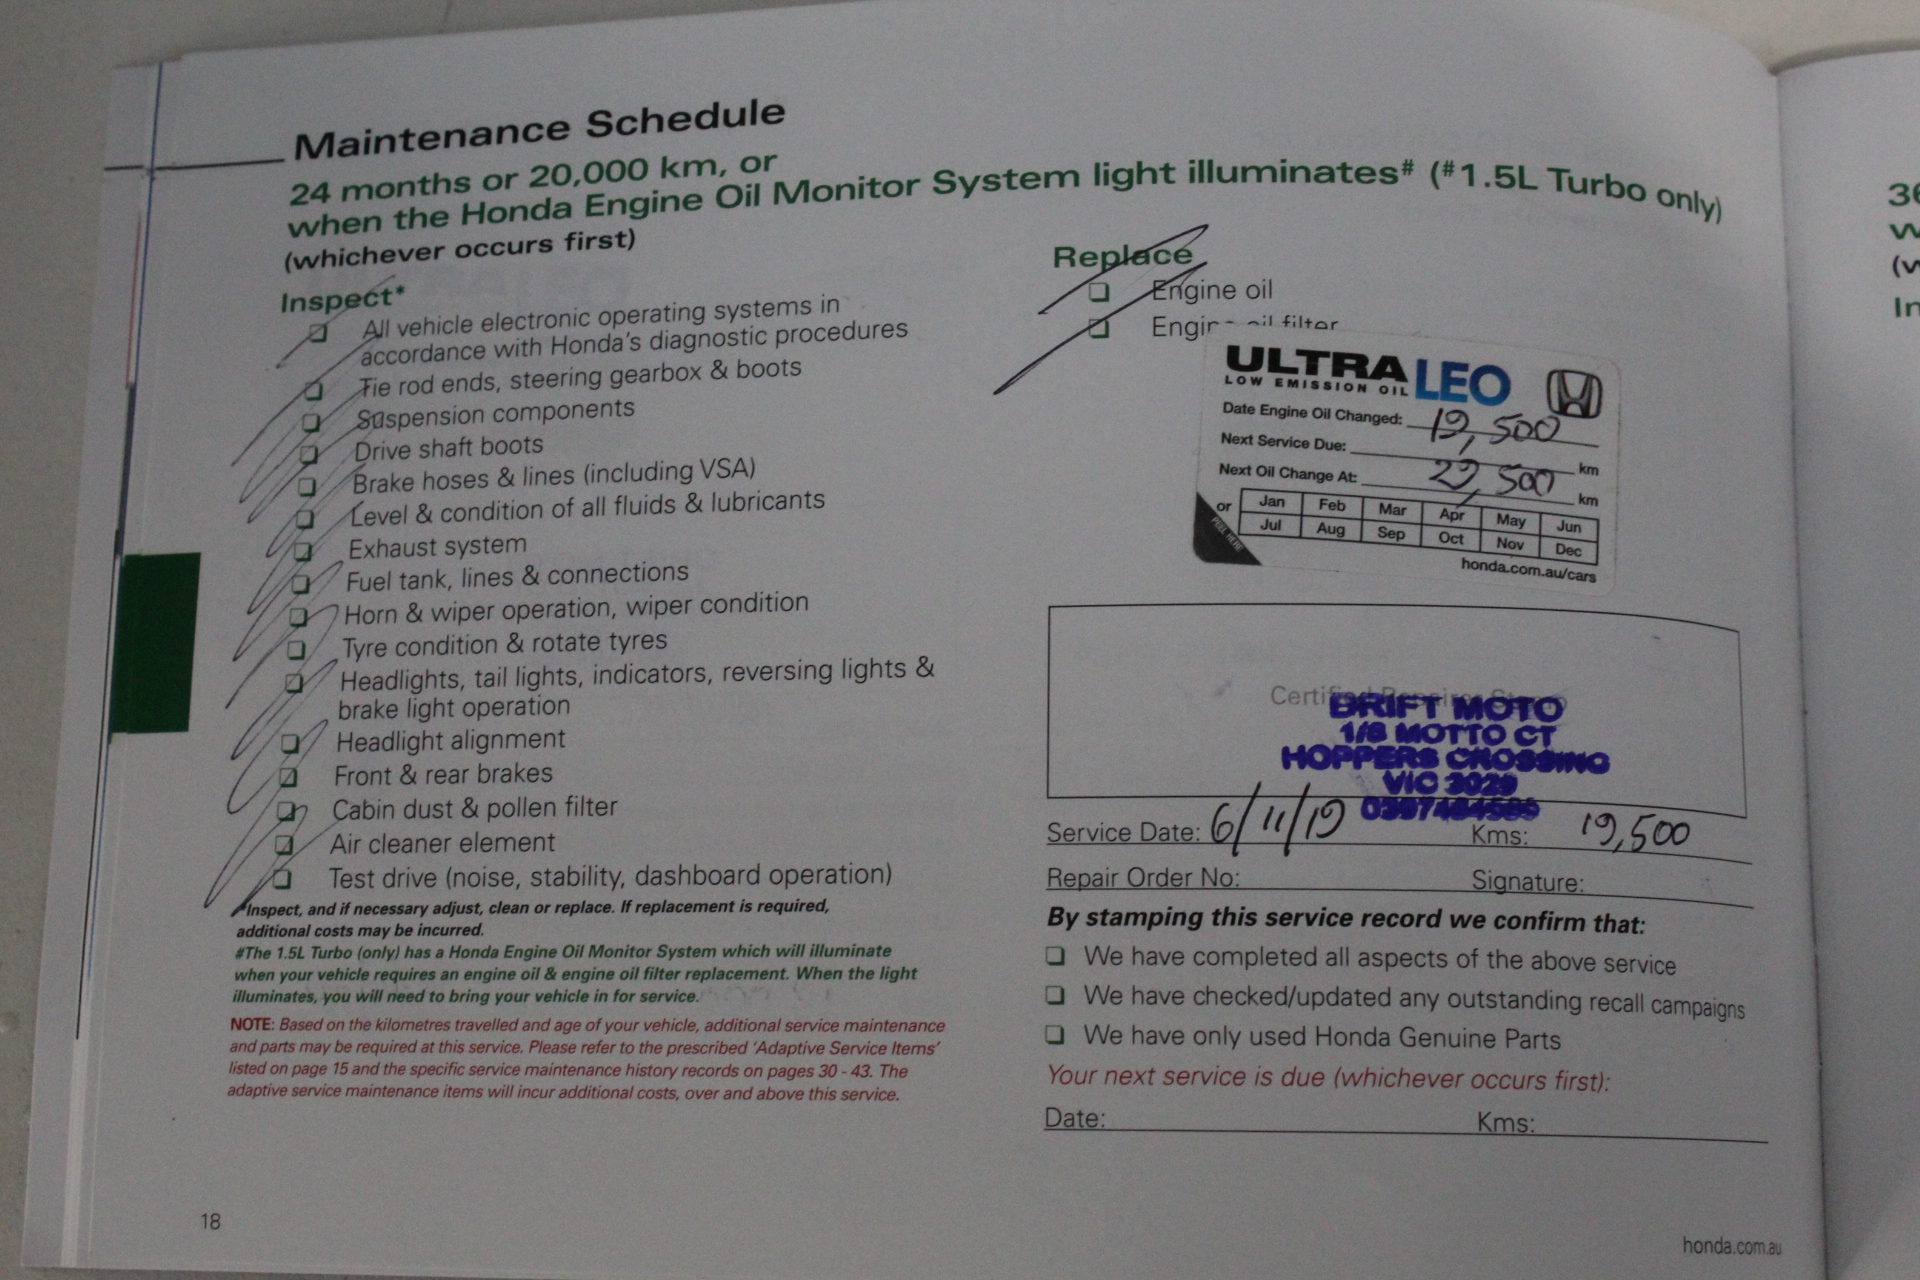 Maintenance Schedule
24 months or 20,000 km, or
when the Honda Engine Oil Monitor System light illuminates# (#1.5L Turbo only)
(whichever occurs first)
Inspect*
All vehicle electronic operating systems in
accordance with Honda's diagnostic procedures
Tie rod ends, steering gearbox & boots
Suspension components
Drive shaft boots
Brake hoses & lines (including VSA)
Level & condition of all fluids & lubricants
Exhaust system
Fuel tank, lines & connections
Horn & wiper operation, wiper condition
Tyre condition & rotate tyres
Headlights, tail lights, indicators, reversing lights &
brake light operation
Headlight alignment
Front & rear brakes
Cabin dust & pollen filter
Air cleaner element
Test drive (noise, stability, dashboard operation)
*Inspect, and if necessary adjust, clean or replace. If replacement is required,
additional costs may be incurred.
#The 1.5L Turbo (only) has a Honda Engine Oil Monitor System which will illuminate
when your vehicle requires an engine oil & engine oil filter replacement. When the light
illuminates, you will need to bring your vehicle in for service.
NOTE: Based on the kilometres travelled and age of your vehicle, additional service maintenance
and parts may be required at this service. Please refer to the prescribed 'Adaptive Service Items'
listed on page 15 and the specific service maintenance history records on pages 30 - 43. The
adaptive service maintenance items will incur additional costs, over and above this service.
18
Replace
Engine oil
Engine oil filter
ULTRA LEO
LOW EMISSION OIL
Date Engine Oil Changed: 19,500
Next Service Due: km
Next Oil Change At: 29,500 km
or
Jan Feb Mar Apr May Jun
Jul Aug Sep Oct Nov Dec
PEEL HERE
honda.com.au/cars
Certified Repairer Stamp
DRIFT MOTO
1/8 MOTTO CT
HOPPERS CROSSING
VIC 3029
Service Date: 6/11/19 Kms: 19,500
Repair Order No: Signature:
By stamping this service record we confirm that:
We have completed all aspects of the above service
We have checked/updated any outstanding recall campaigns
We have only used Honda Genuine Parts
Your next service is due (whichever occurs first):
Date: Kms:
honda.com.au